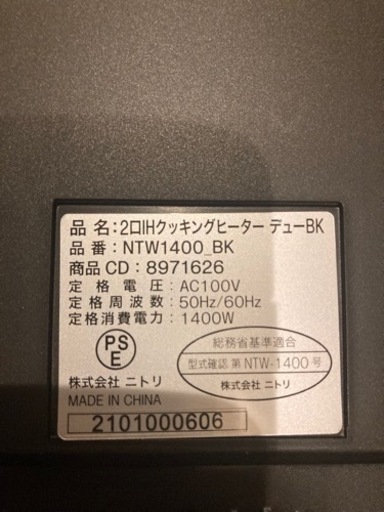 品 名:2口IHクッキングヒーター デューBK
品 番:NTW1400_BK
商品CD:8971626
定 格 電 圧:AC100V
定 格 周 波 数:50Hz/60Hz
定格消費電力:1400W
PS
E
総務省基準適合
型式確認 第 NTW-1400 号
株式会社 ニトリ
株式会社 ニトリ
MADE IN CHINA
2101000606